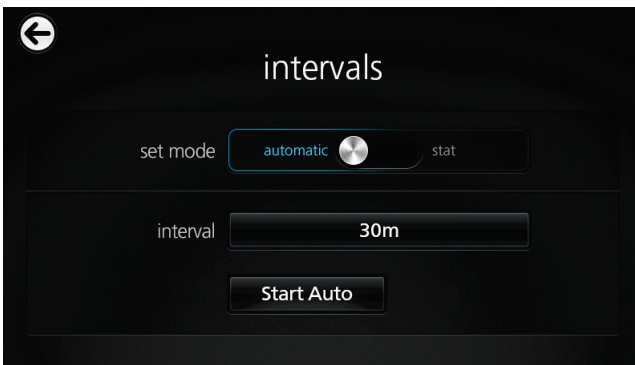 intervals
set mode automatic stat
interval 30m
Start Auto